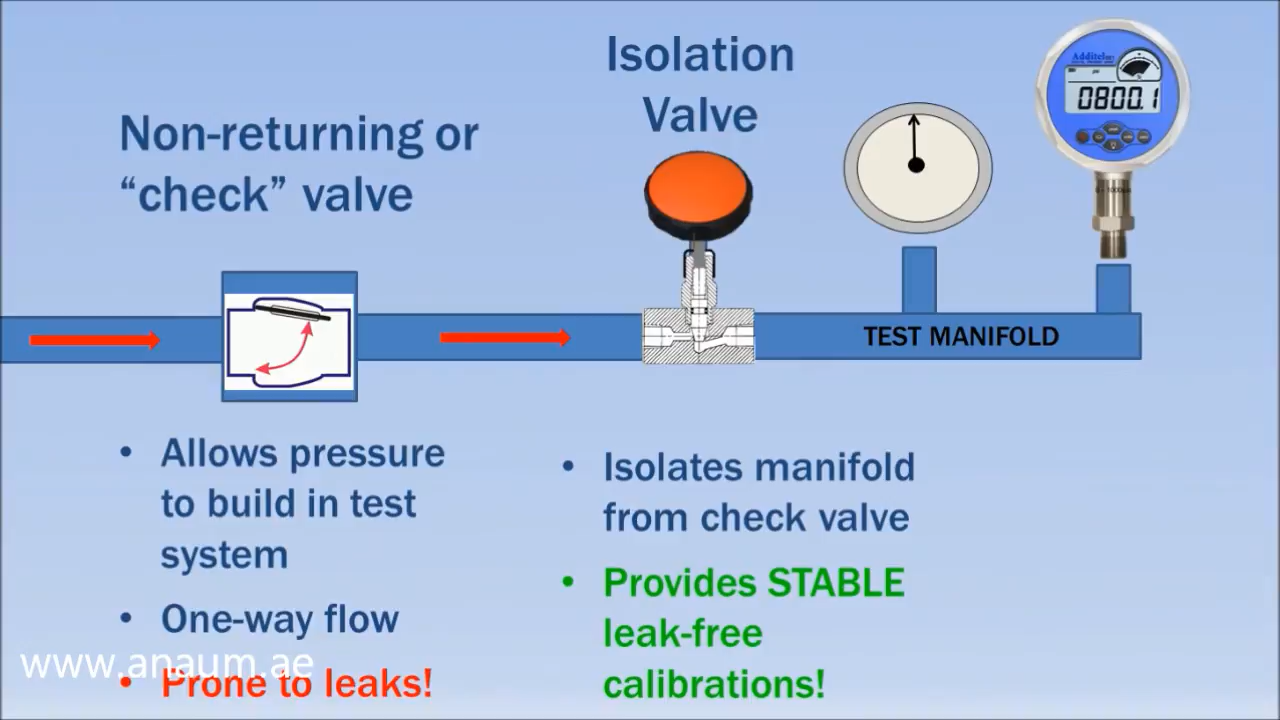 Isolation
Valve
Non-returning or
“check” valve
Additel
0800.1
TEST MANIFOLD
• Allows pressure
to build in test
system
• One-way flow
• Prone to leaks!
• Isolates manifold
from check valve
• Provides STABLE
leak-free
calibrations!
www.anaum.ae